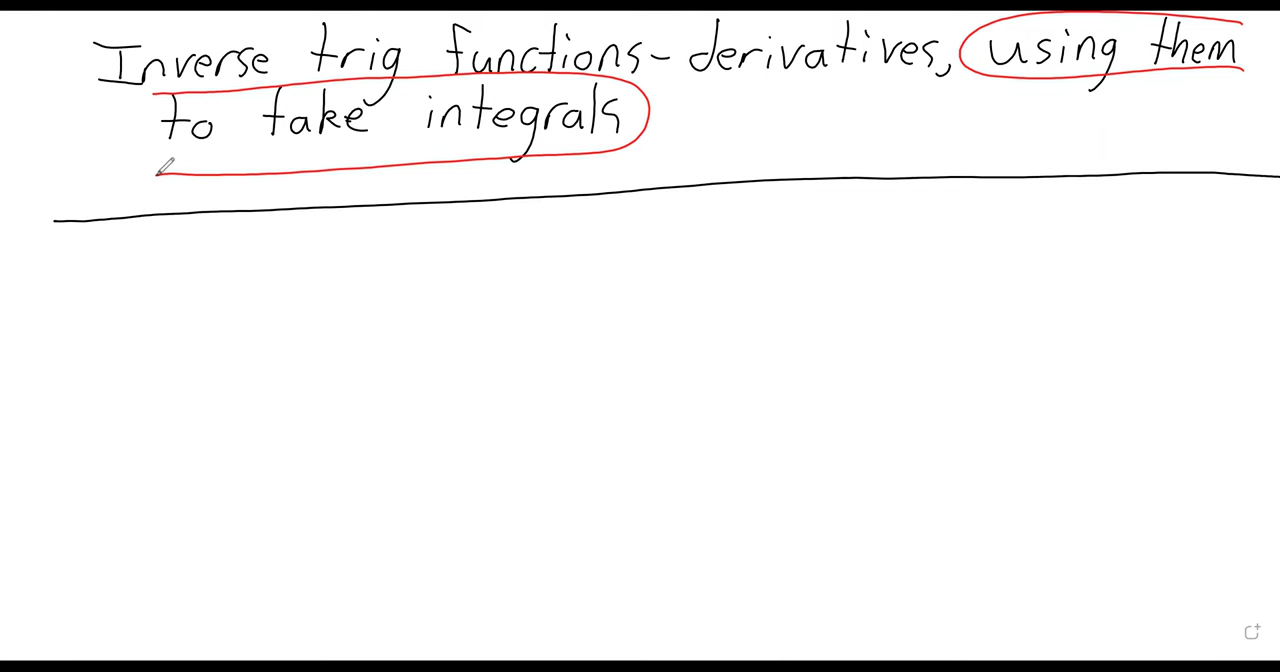 Inverse trig functions - derivatives, using them
to take integrals